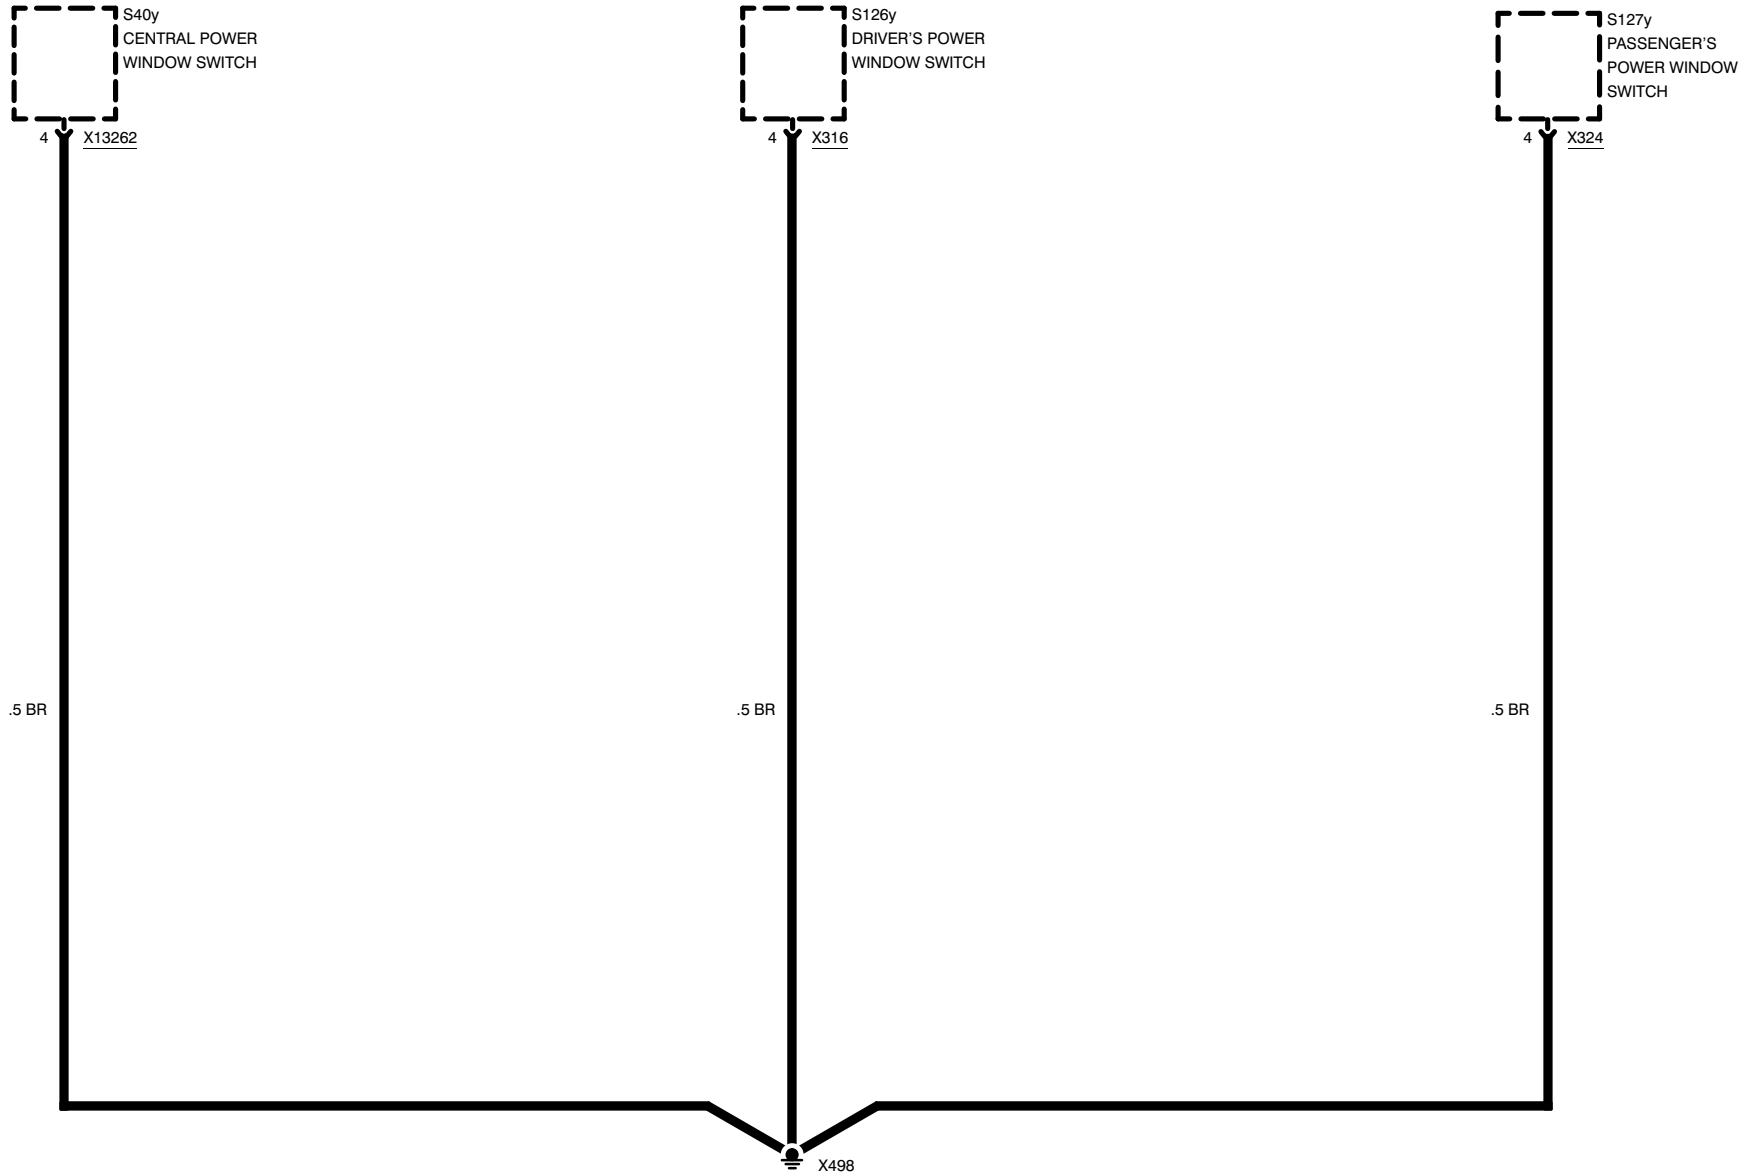 S40y
CENTRAL POWER
WINDOW SWITCH
4 X13262
S126y
DRIVER'S POWER
WINDOW SWITCH
4 X316
S127y
PASSENGER'S
POWER WINDOW
SWITCH
4 X324
.5 BR
.5 BR
.5 BR
X498